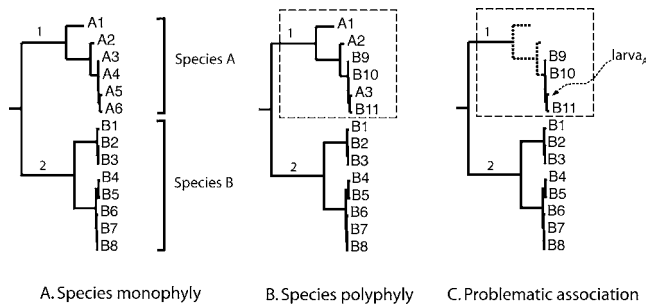 A1
1
A2
A3
A4
A5
A6
Species A
B1
B2
B3
2
B4
B5
B6
B7
B8
Species B
A. Species monophyly
A1
1
A2
B9
B10
A3
B11
B1
B2
B3
2
B4
B5
B6
B7
B8
B. Species polyphyly
1
B9
B10
larvaA
B11
B1
B2
B3
2
B4
B5
B6
B7
B8
C. Problematic association